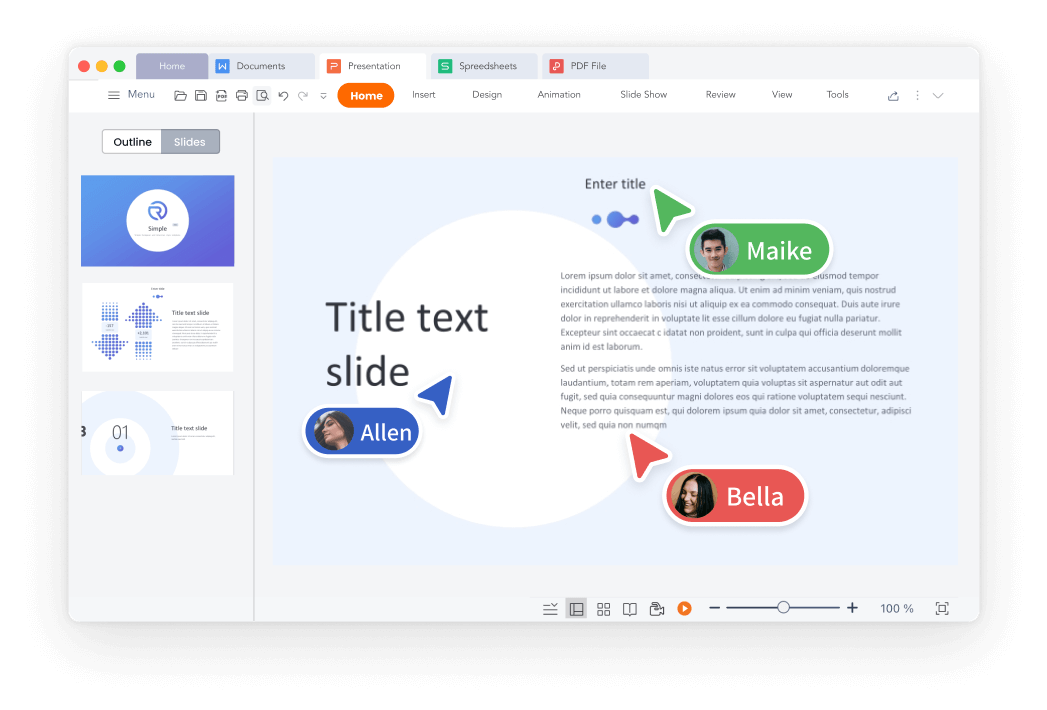 Home
Documents
Presentation
Spreedsheets
PDF File
Menu
PDF
Home
Insert
Design
Animation
Slide Show
Review
View
Tools
Outline
Slides
Simple
Title text slide
01
Title text slide
Enter title
Maike
Title text
slide
Allen
Lorem ipsum dolor sit amet, eiusmod tempor
incididunt ut labore et dolore magna aliqua. Ut enim ad minim veniam, quis nostrud
exercitation ullamco laboris nisi ut aliquip ex ea commodo consequat. Duis aute irure
dolor in reprehenderit in voluptate lit esse cillum dolore eu fugiat nulla pariatur.
Excepteur sint occaecat c idatat non proident, sunt in culpa qui officia deserunt mollit
anim id est laborum.
Sed ut perspiciatis unde omnis iste natus error sit voluptatem accusantium doloremque
laudantium, totam rem aperiam, voluptatem quia voluptas sit aspernatur aut odit aut
fugit, sed quia consequuntur magni dolores eos qui ratione voluptatem sequi nesciunt.
Neque porro quisquam est, qui dolorem ipsum quia dolor sit amet, consectetur, adipisci
velit, sed quia non numqm
Bella
100 %